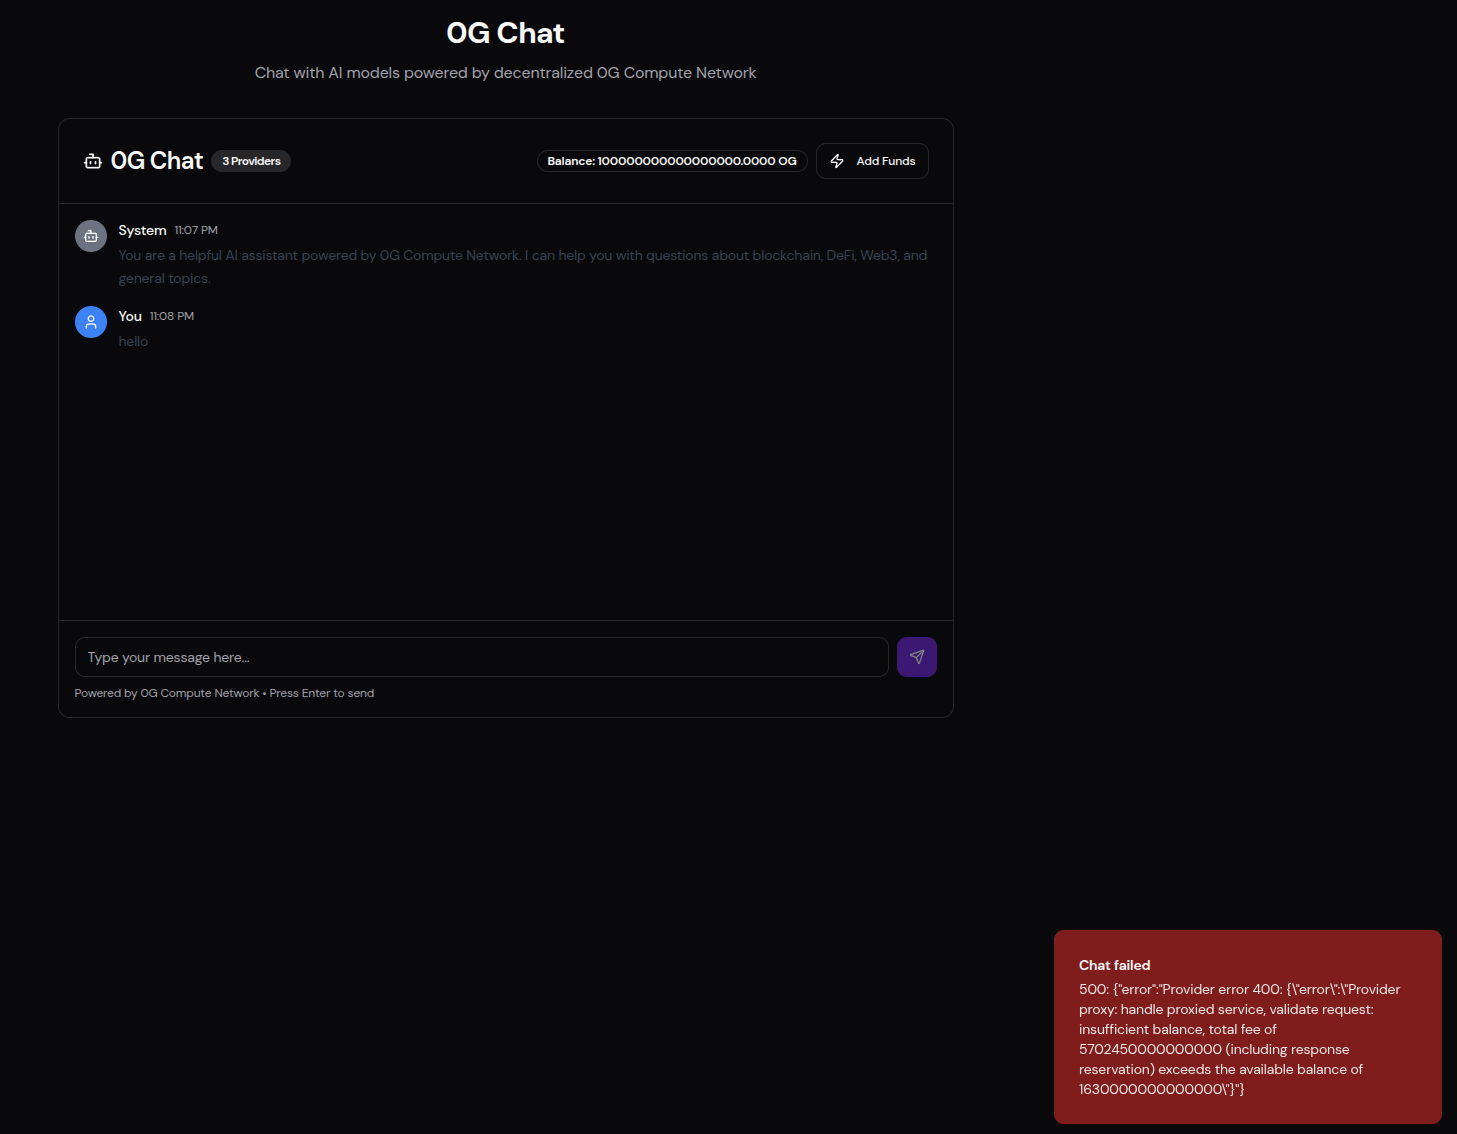 0G Chat
Chat with AI models powered by decentralized 0G Compute Network
0G Chat
3 Providers
Balance: 100000000000000000.0000 OG
Add Funds
System 11:07 PM
You are a helpful AI assistant powered by 0G Compute Network. I can help you with questions about blockchain, DeFi, Web3, and
general topics.
You 11:08 PM
hello
Type your message here...
Powered by 0G Compute Network • Press Enter to send
Chat failed
500: {"error":"Provider error 400: {\"error\":\"Provider
proxy: handle proxied service, validate request:
insufficient balance, total fee of
5702450000000000 (including response
reservation) exceeds the available balance of
1630000000000000\"}"}